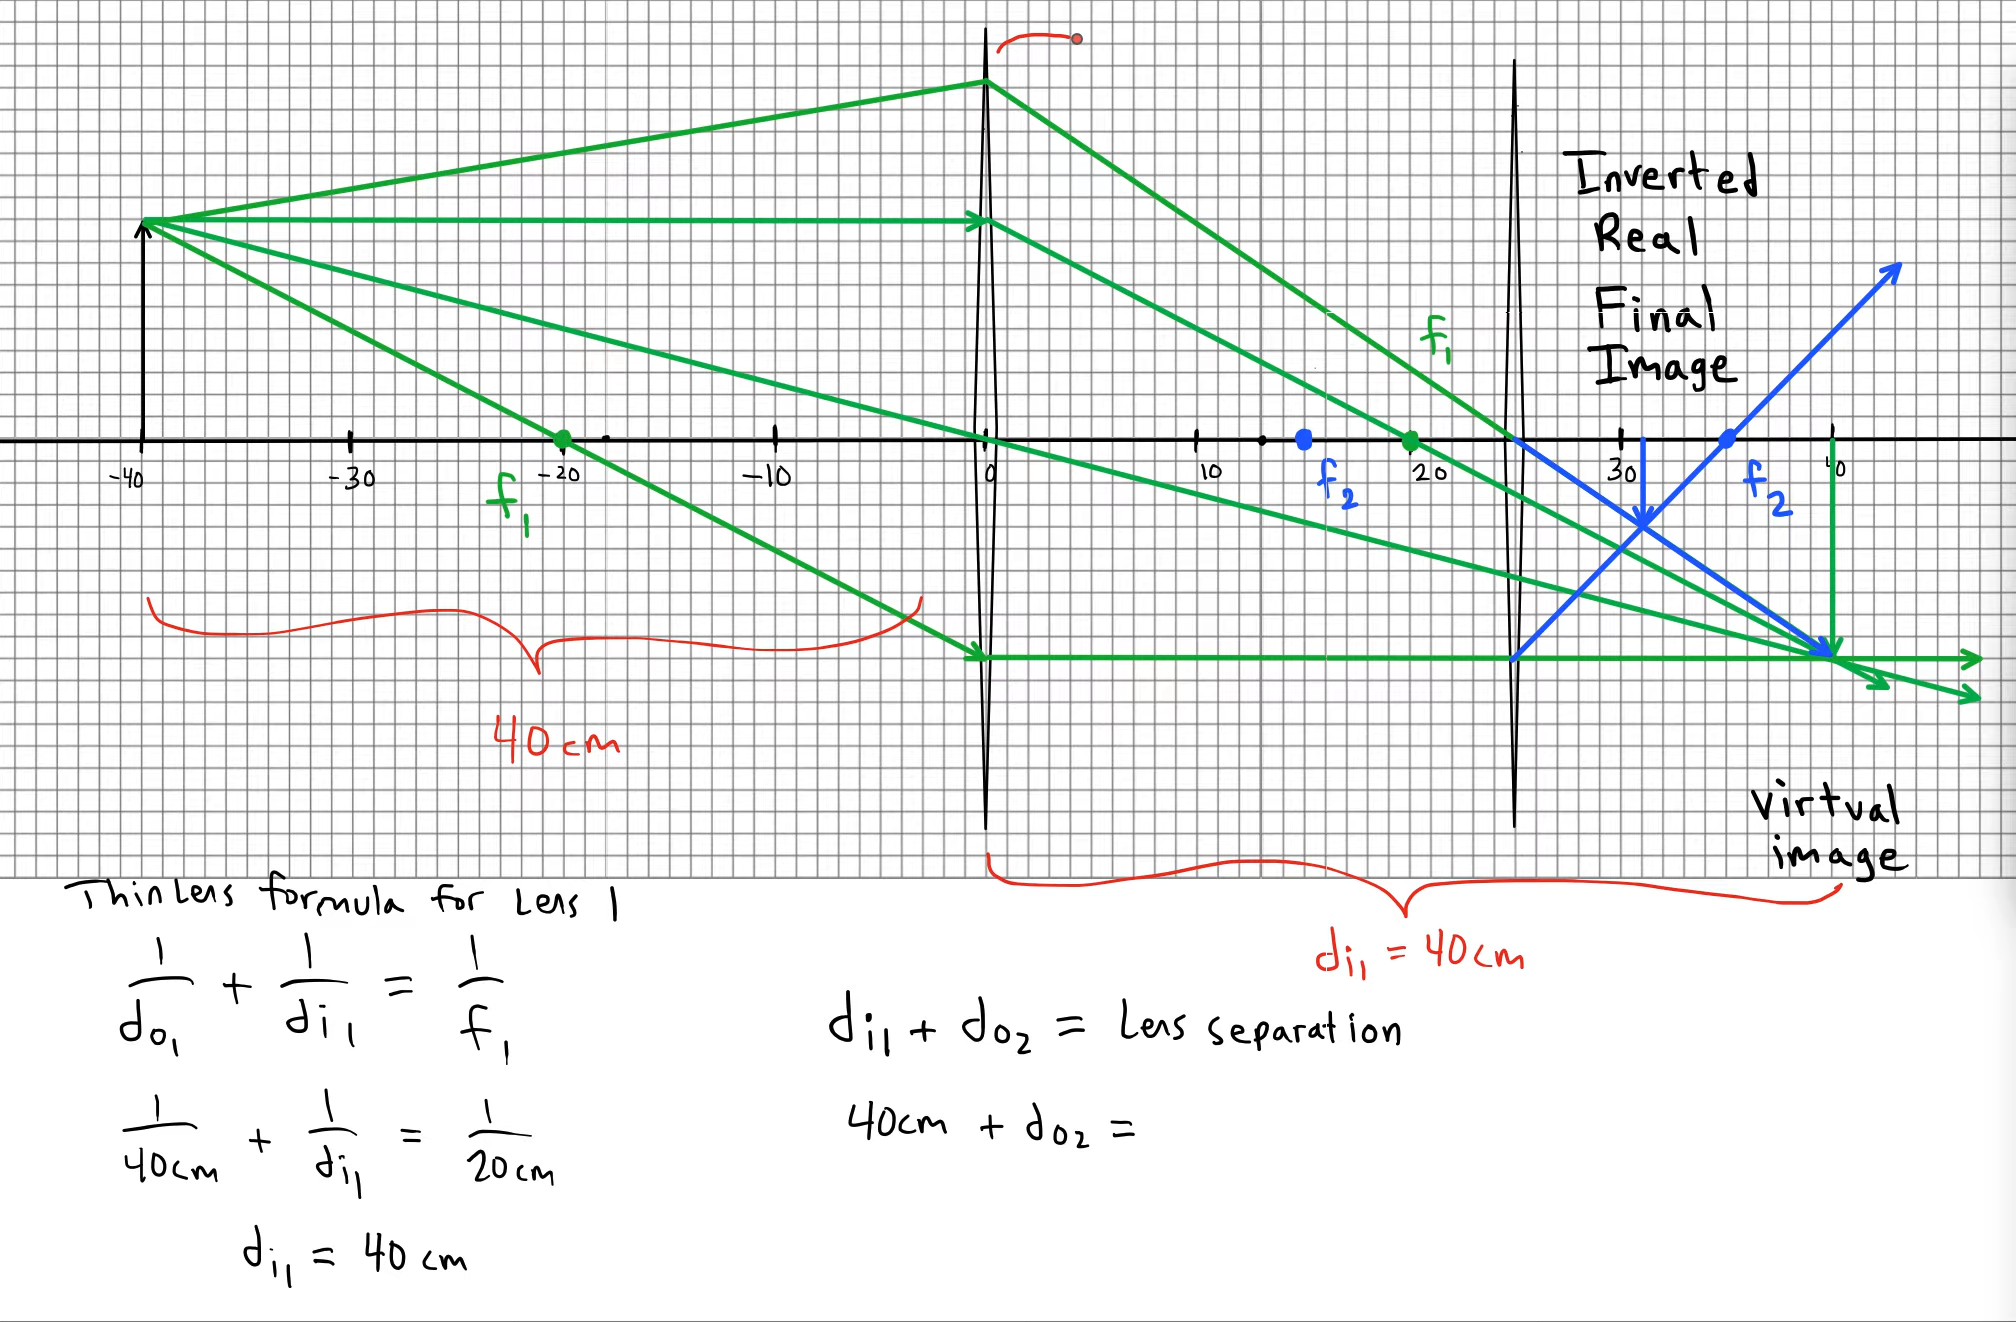 Inverted
Real
Final
Image
f₁
-40 -30 -20 -10 0 10 20 30 40
f₁
f₂
f₂
40cm
virtual
image
Thin Lens formula for Lens 1
di₁ = 40cm
1/do₁ + 1/di₁ = 1/f₁
di₁ + do₂ = Lens separation
1/40cm + 1/di₁ = 1/20cm
40cm + do₂ =
di₁ = 40 cm